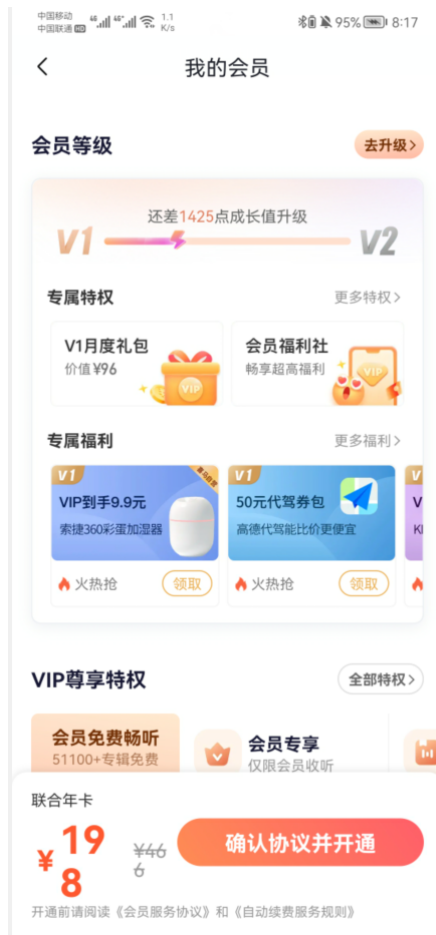 中国移动
中国联通 HD
46 46 1.1
K/s
95% 8:17
我的会员
会员等级
去升级>
还差1425点成长值升级
V1
V2
专属特权
更多特权>
V1月度礼包
价值¥96
VIP
会员福利社
畅享超高福利
VIP
专属福利
更多福利>
V1
VIP到手9.9元
索捷360彩蛋加湿器
火热抢
领取
V1
50元代驾券包
高德代驾能比价更便宜
火热抢
领取
V
V
K
VIP尊享特权
全部特权>
会员免费畅听
51100+专辑免费
会员专享
仅限会员收听
联合年卡
¥198
¥466
确认协议并开通
开通前请阅读《会员服务协议》和《自动续费服务规则》